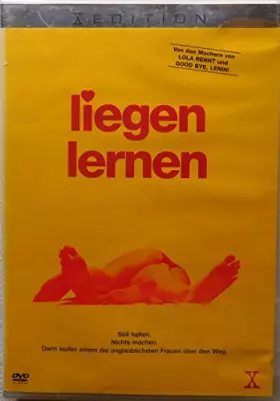 X EDITION
Von den Machern von
LOLA RENNT und
GOOD BYE, LENIN!
liegen
lernen
Still halten.
Nichts machen.
Dann laufen einem die unglaublichsten Frauen über den Weg.
DVD
VIDEO
X